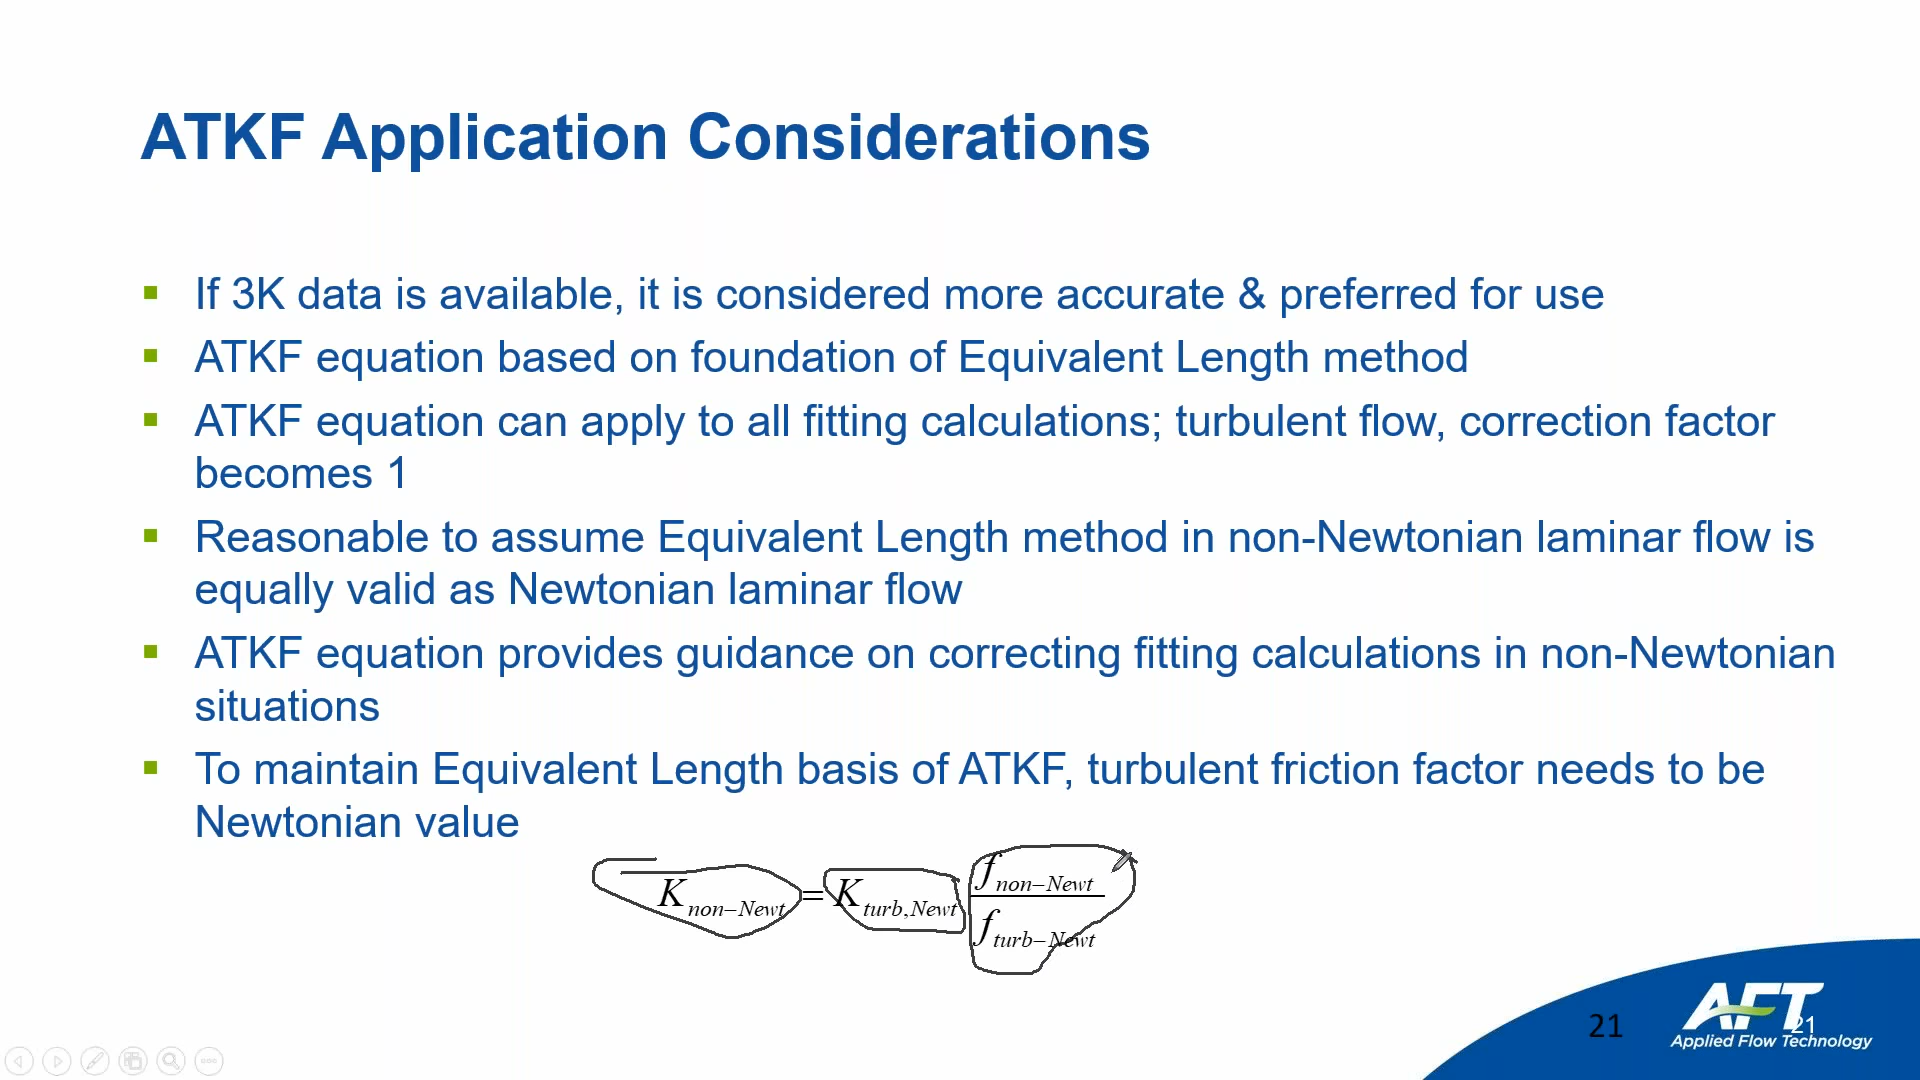 ATKF Application Considerations
If 3K data is available, it is considered more accurate & preferred for use
ATKF equation based on foundation of Equivalent Length method
ATKF equation can apply to all fitting calculations; turbulent flow, correction factor
becomes 1
Reasonable to assume Equivalent Length method in non-Newtonian laminar flow is
equally valid as Newtonian laminar flow
ATKF equation provides guidance on correcting fitting calculations in non-Newtonian
situations
To maintain Equivalent Length basis of ATKF, turbulent friction factor needs to be
Newtonian value
K non–Newt = K turb,Newt f non–Newt
f turb–Newt
21
AFT
21
Applied Flow Technology